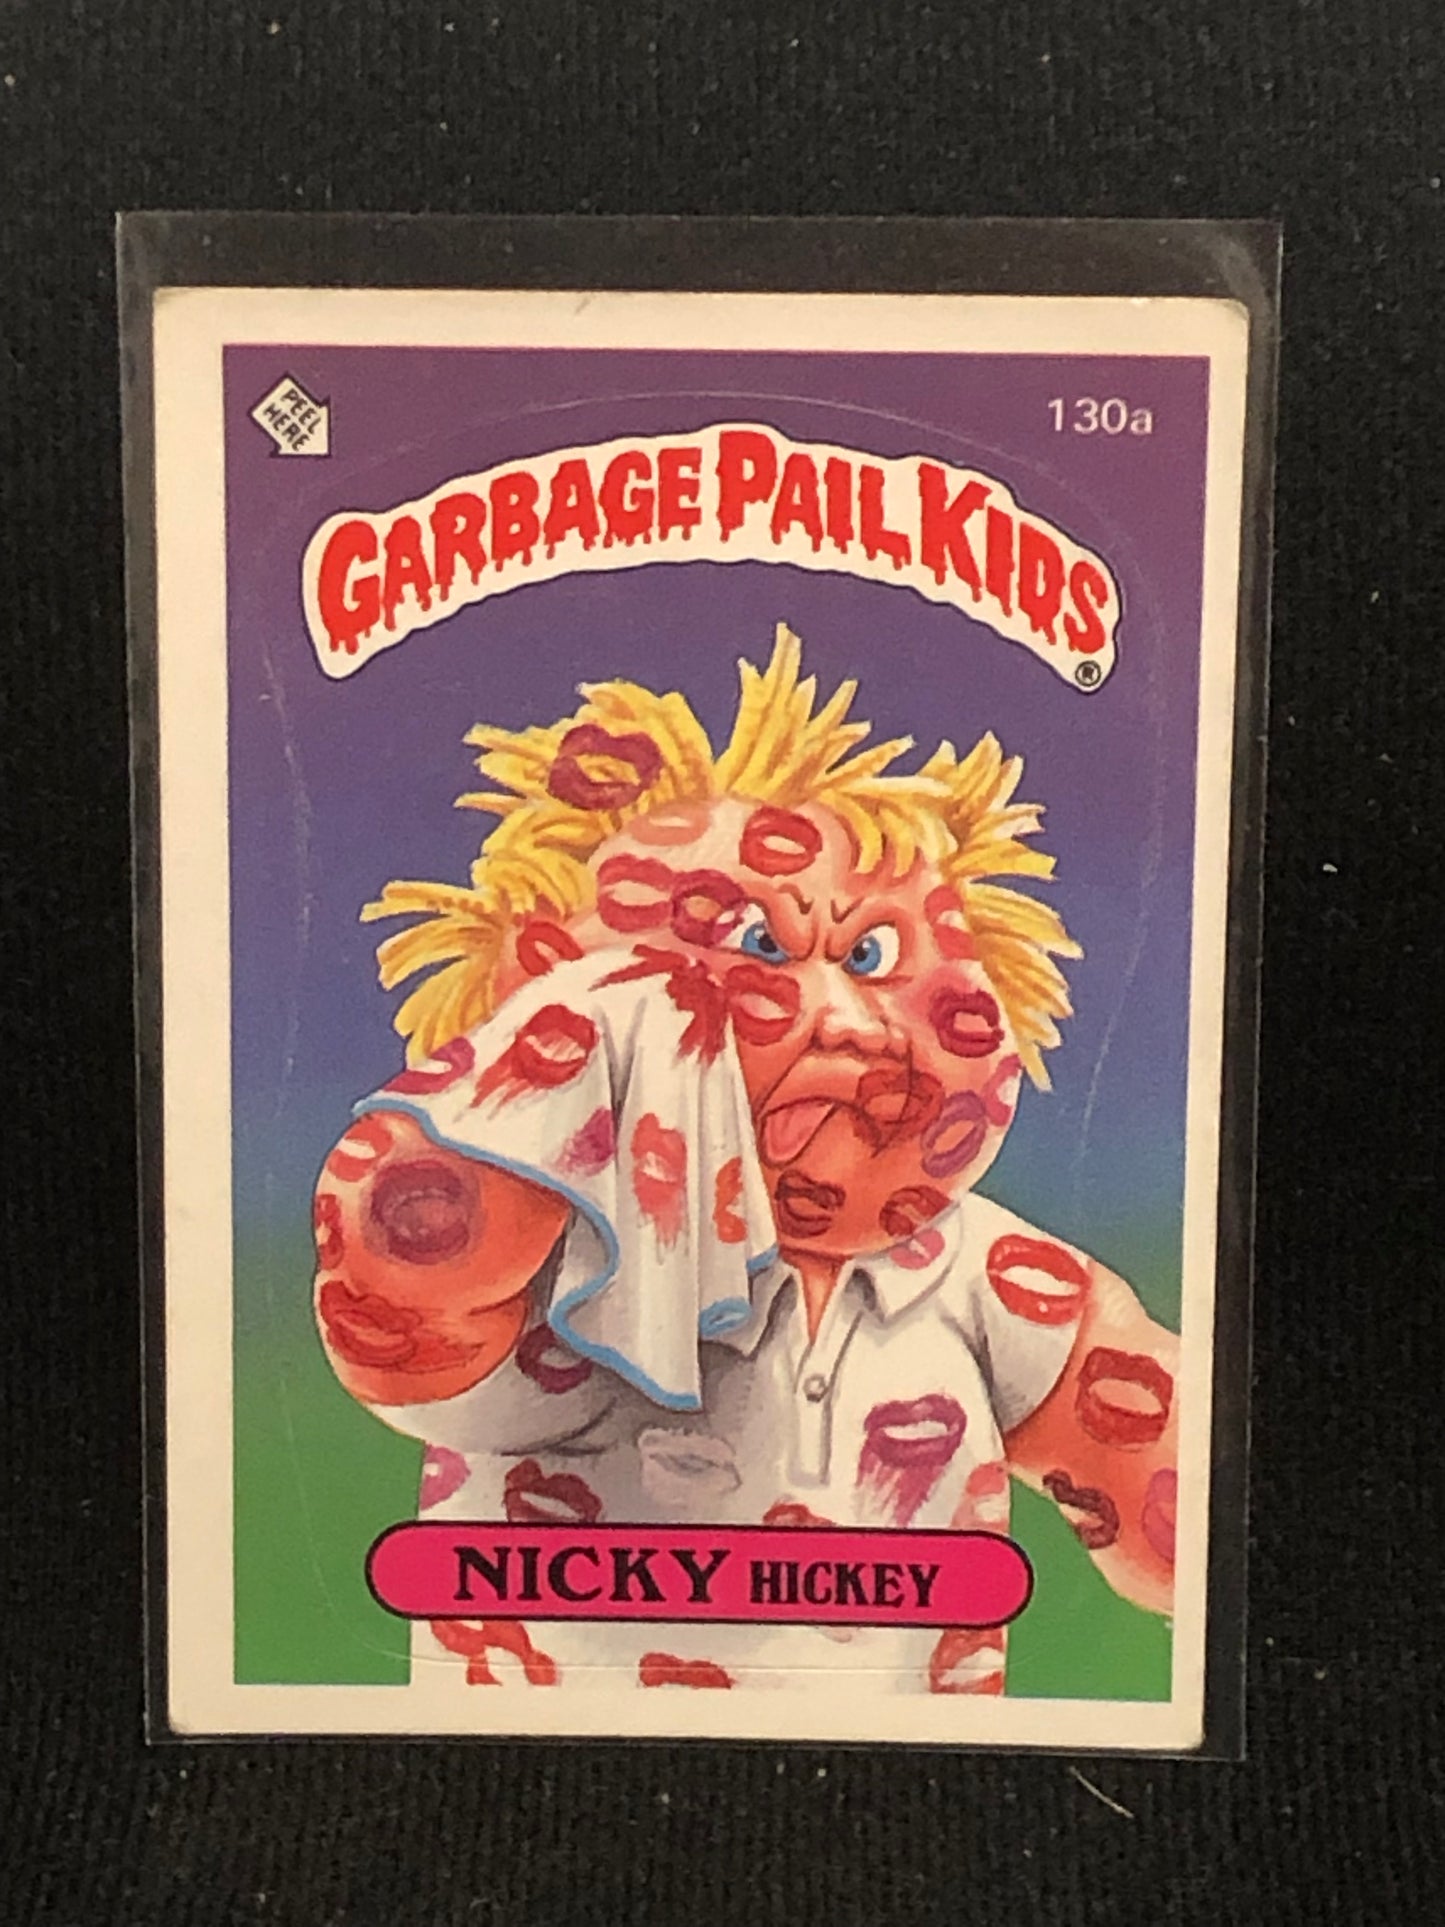 PEEL
HERE
130a
GARBAGE PAIL KIDS
®
NICKY HICKEY